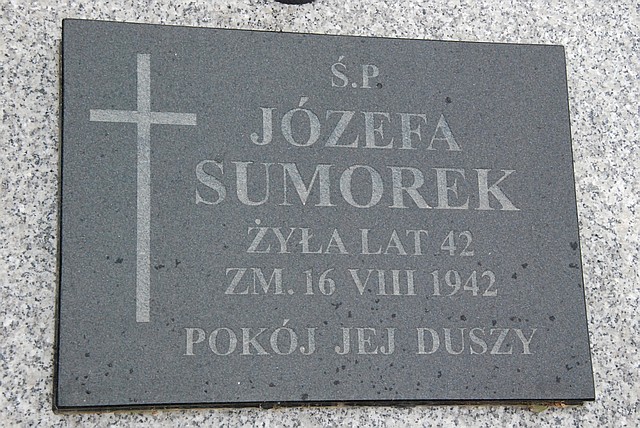 Ś.P.
JÓZEFA
SUMOREK
ŻYŁA LAT 42
ZM. 16 VIII 1942
POKÓJ JEJ DUSZY